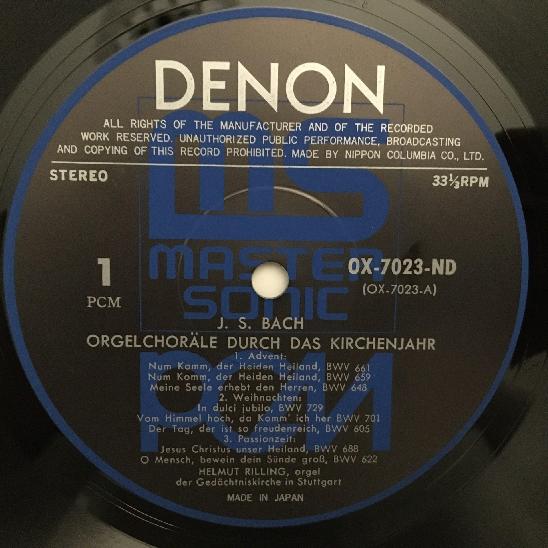 DENON
ALL RIGHTS OF THE MANUFACTURER AND OF THE RECORDED
WORK RESERVED. UNAUTHORIZED PUBLIC PERFORMANCE, BROADCASTING
AND COPYING OF THIS RECORD PROHIBITED. MADE BY NIPPON COLUMBIA CO., LTD.
STEREO 33⅓RPM
MS
MASTER
SONIC
PCM
1 OX-7023-ND
PCM (OX-7023-A)
J. S. BACH
ORGELCHORÄLE DURCH DAS KIRCHENJAHR
1. Advent:
Num Kamm, der Heiden Heiland, BWV 661
Num Komm, der Heiden Heiland, BWV 659
Meine Seele erhebt den Herren, BWV 648
2. Weihnachten:
In dulci jubilo, BWV 729
Vom Himmel hoch, da Komm' ich her BWV 701
Der Tag, der ist so freudenreich, BWV 605
3. Passionzeit:
Jesus Christus unser Heiland, BWV 688
O Mensch, bewein dein Sünde groß, BWV 622
HELMUT RILLING, orgel
der Gedächtniskirche in Stuttgart
MADE IN JAPAN